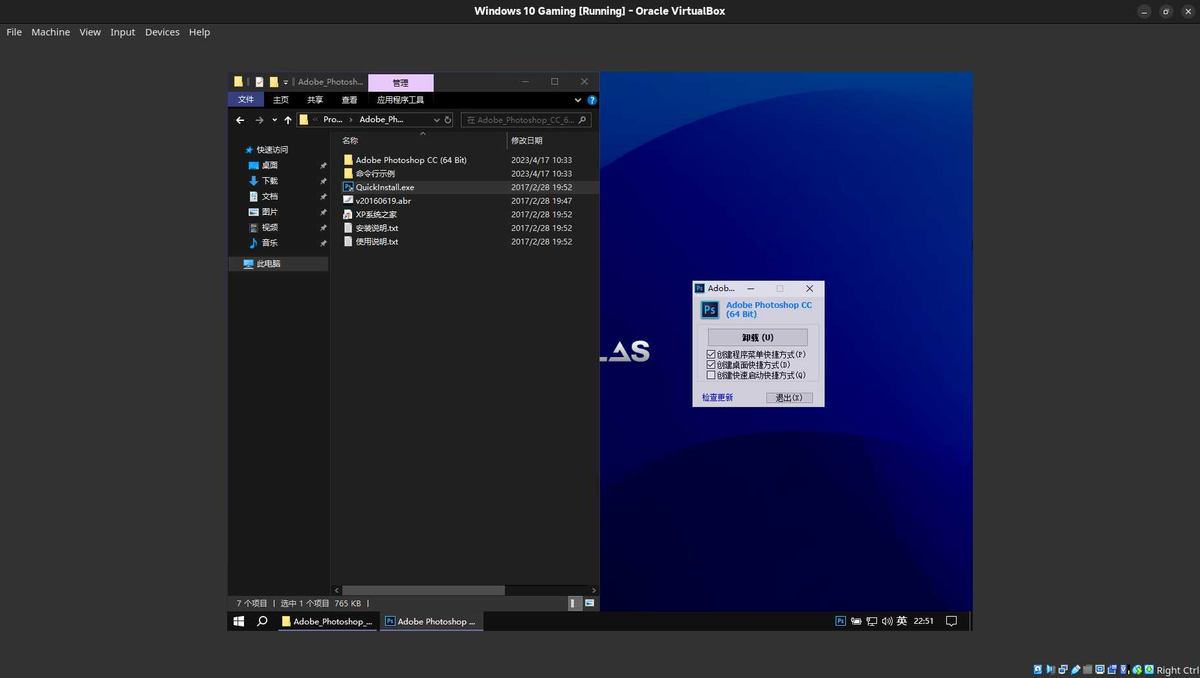 Windows 10 Gaming [Running] - Oracle VirtualBox
File Machine View Input Devices Help
Adobe_Photosh... 管理
文件 主页 共享 查看 应用程序工具
Pro... Adobe_Ph... 在 Adobe_Photoshop_CC_6...
名称 修改日期
快速访问
桌面
下载
文档
图片
视频
音乐
此电脑
Adobe Photoshop CC (64 Bit) 2023/4/17 10:33
命令行示例 2023/4/17 10:33
QuickInstall.exe 2017/2/28 19:52
v20160619.abr 2017/2/28 19:47
XP系统之家 2017/2/28 19:52
安装说明.txt 2017/2/28 19:52
使用说明.txt 2017/2/28 19:52
LAS
Ps Adob...
Ps Adobe Photoshop CC
(64 Bit)
卸载 (U)
创建程序菜单快捷方式(P)
创建桌面快捷方式(D)
创建快速启动快捷方式(Q)
检查更新 退出(X)
7 个项目 选中 1 个项目 765 KB
Adobe_Photoshop_... Ps Adobe Photoshop ... Ps 英 22:51
Right Ctrl